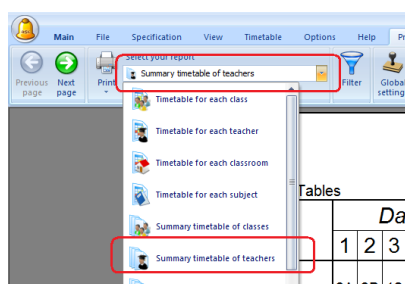 Main File Specification View Timetable Options Help Pr
Select your report
Summary timetable of teachers
Previous page
Next page
Print
Filter
Global setting
Timetable for each class
Timetable for each teacher
Timetable for each classroom
Timetable for each subject
Summary timetable of classes
Summary timetable of teachers
Tables
Da
1 2 3